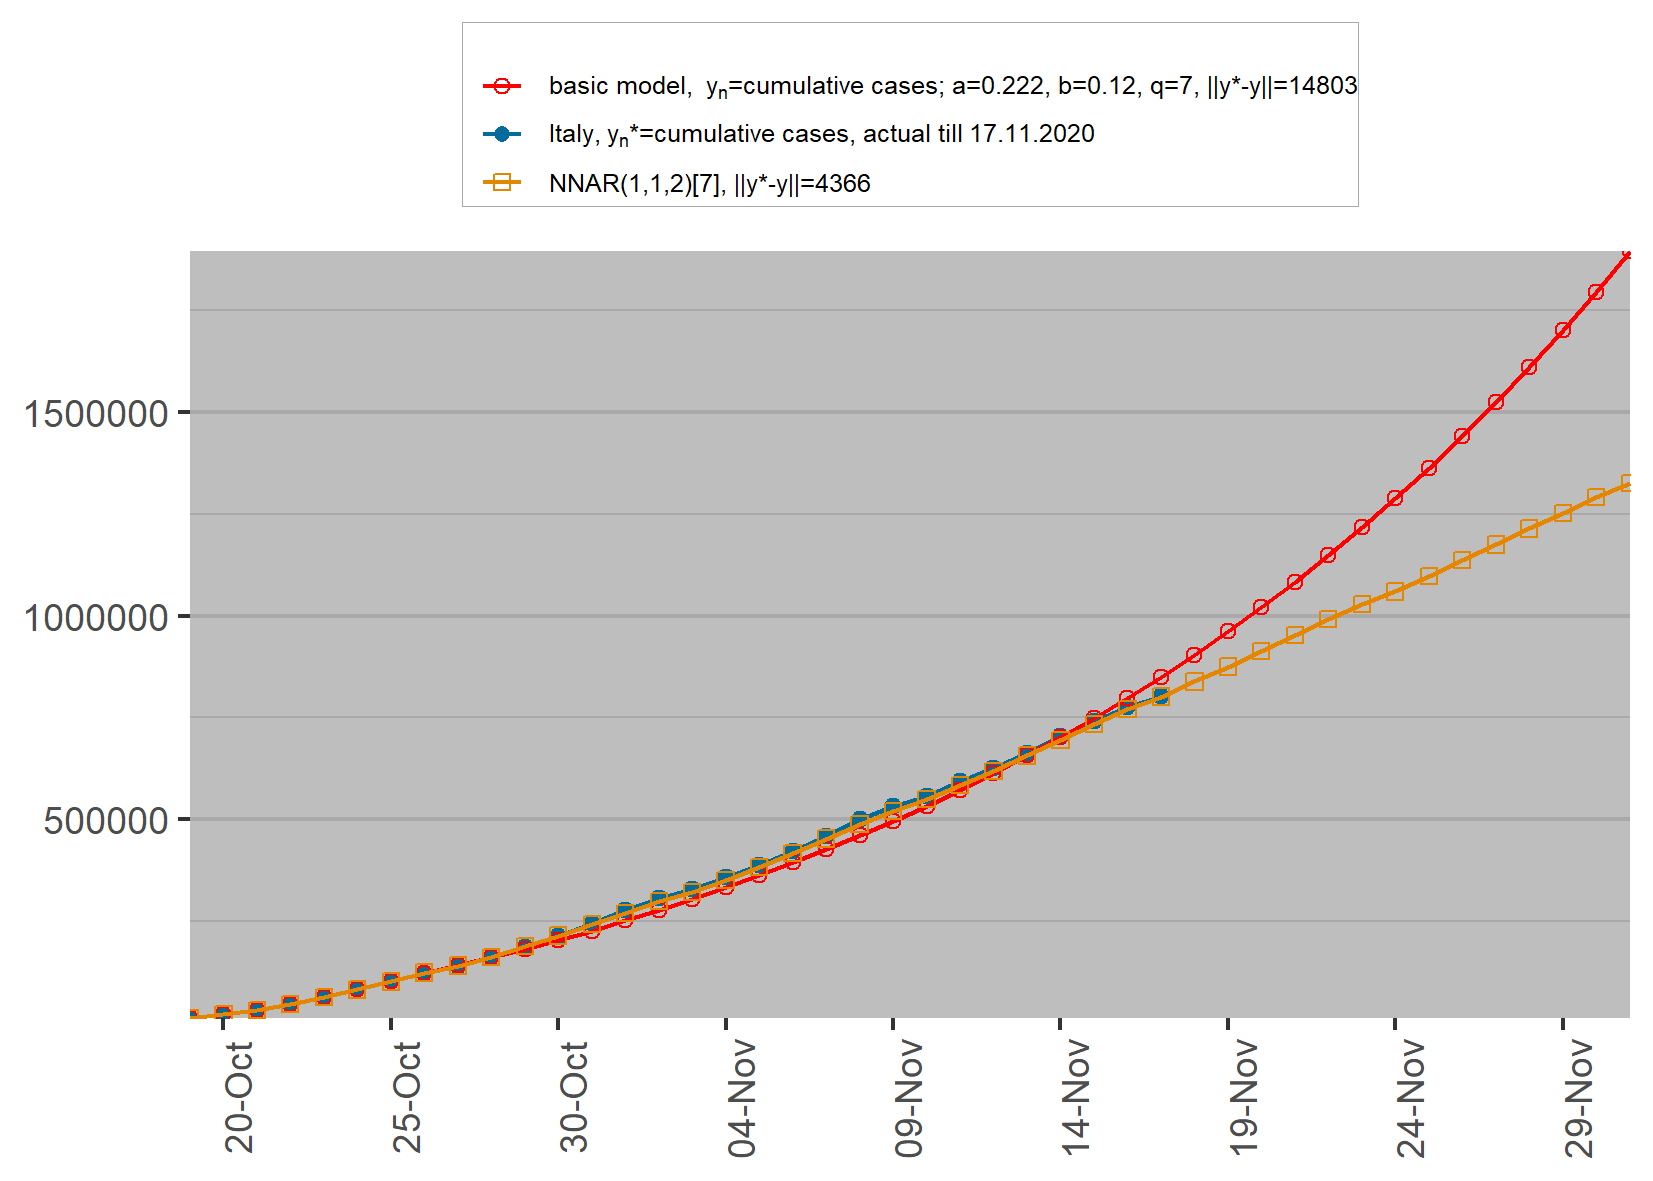 basic model, yn=cumulative cases; a=0.222, b=0.12, q=7, ||y*-y||=14803
Italy, yn*=cumulative cases, actual till 17.11.2020
NNAR(1,1,2)[7], ||y*-y||=4366
1500000
1000000
500000
20-Oct
25-Oct
30-Oct
04-Nov
09-Nov
14-Nov
19-Nov
24-Nov
29-Nov